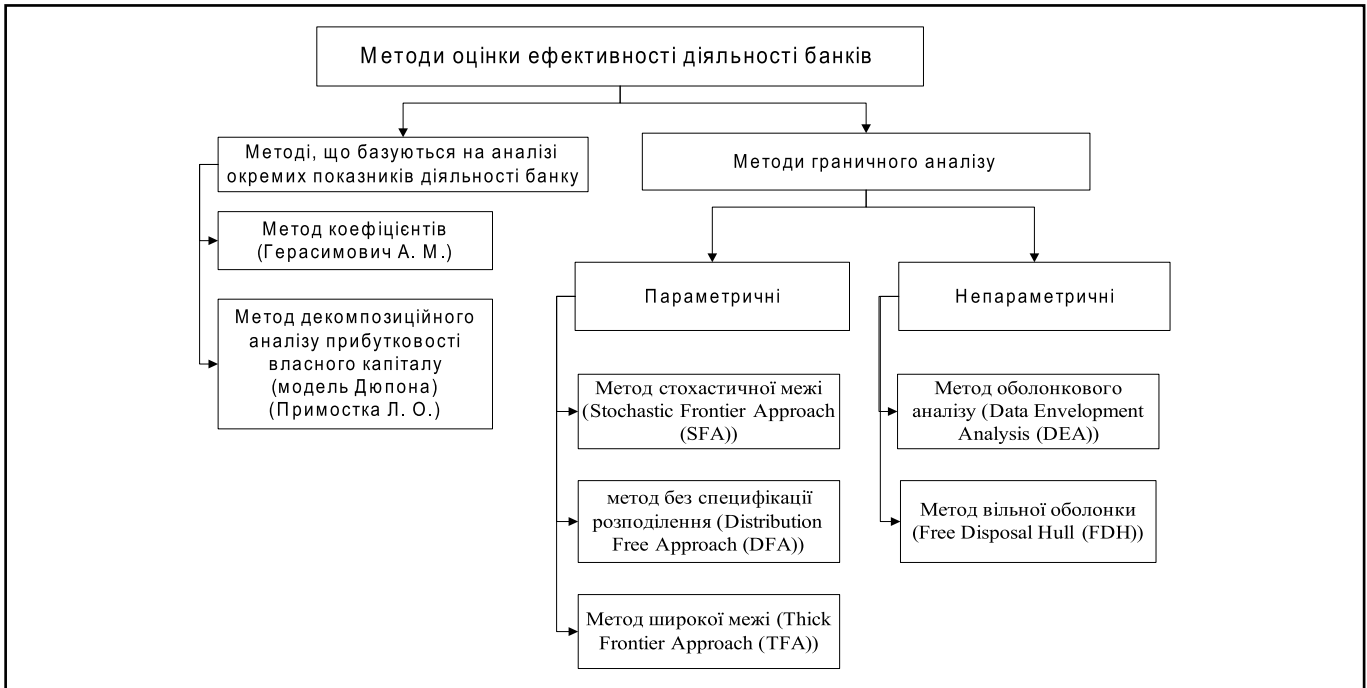 Методи оцінки ефективності діяльності банків
Методі, що базуються на аналізі
окремих показників діяльності банку
Метод коефіцієнтів
(Герасимович А. М.)
Метод декомпозиційного
аналізу прибутковості
власного капіталу
(модель Дюпона)
(Примостка Л. О.)
Методи граничного аналізу
Параметричні
Метод стохастичної межі
(Stochastic Frontier Approach
(SFA))
метод без специфікації
розподілення (Distribution
Free Approach (DFA))
Метод широкої межі (Thick
Frontier Approach (TFA))
Непараметричні
Метод оболонкового
аналізу (Data Envelopment
Analysis (DEA))
Метод вільної оболонки
(Free Disposal Hull (FDH))